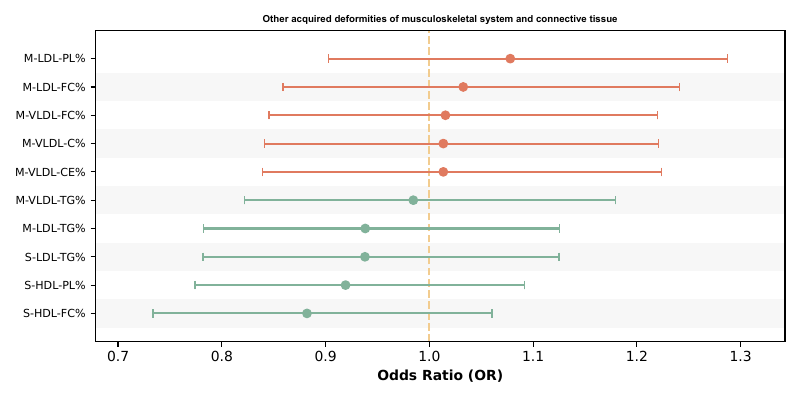 Other acquired deformities of musculoskeletal system and connective tissue
M-LDL-PL%
M-LDL-FC%
M-VLDL-FC%
M-VLDL-C%
M-VLDL-CE%
M-VLDL-TG%
M-LDL-TG%
S-LDL-TG%
S-HDL-PL%
S-HDL-FC%
0.7 0.8 0.9 1.0 1.1 1.2 1.3
Odds Ratio (OR)